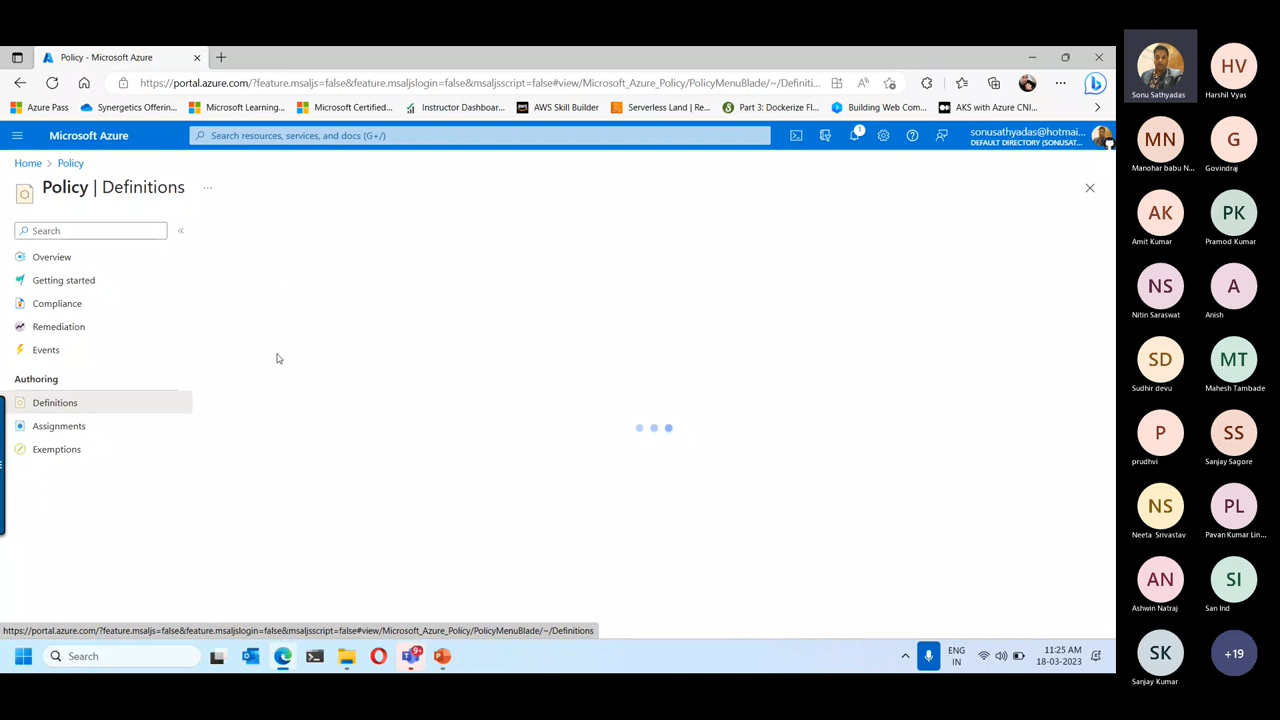 Policy - Microsoft Azure
https://portal.azure.com/?feature.msaljs=false&feature.msaljslogin=false&msaljsscript=false#view/Microsoft_Azure_Policy/PolicyMenuBlade/~/Definiti...
Azure Pass
Synergetics Offerin...
Microsoft Learning...
Microsoft Certified...
Instructor Dashboar...
AWS Skill Builder
Serverless Land | Re...
Part 3: Dockerize Fl...
Building Web Com...
AKS with Azure CNI...
Microsoft Azure
Search resources, services, and docs (G+/)
1
sonusathyadas@hotmai...
DEFAULT DIRECTORY (SONUSAT...
Home > Policy
Policy | Definitions
...
Search
«
Overview
Getting started
Compliance
Remediation
Events
Authoring
Definitions
Assignments
Exemptions
https://portal.azure.com/?feature.msaljs=false&feature.msaljslogin=false&msaljsscript=false#view/Microsoft_Azure_Policy/PolicyMenuBlade/~/Definitions
Search
9+
ENG
IN
11:25 AM
18-03-2023
Sonu Sathyadas
HV
Harshil Vyas
MN
Manohar babu N...
G
Govindraj
AK
Amit Kumar
PK
Pramod Kumar
NS
Nitin Saraswat
A
Anish
SD
Sudhir devu
MT
Mahesh Tambade
P
prudhvi
SS
Sanjay Sagore
NS
Neeta Srivastav
PL
Pavan Kumar Lin...
AN
Ashwin Natraj
SI
San Ind
SK
Sanjay Kumar
+19